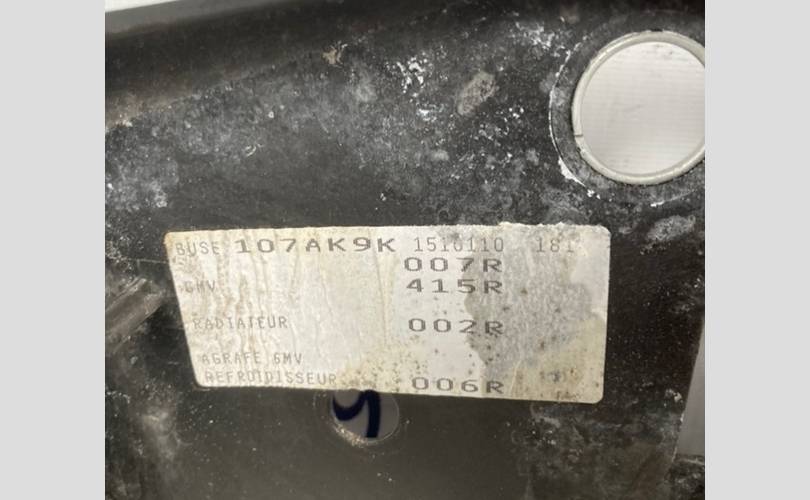 BUSE 107AK9K 1510110 181
007R
GMV 415R
RADIATEUR 002R
AGRAFE GMV
REFROIDISSEUR 006R